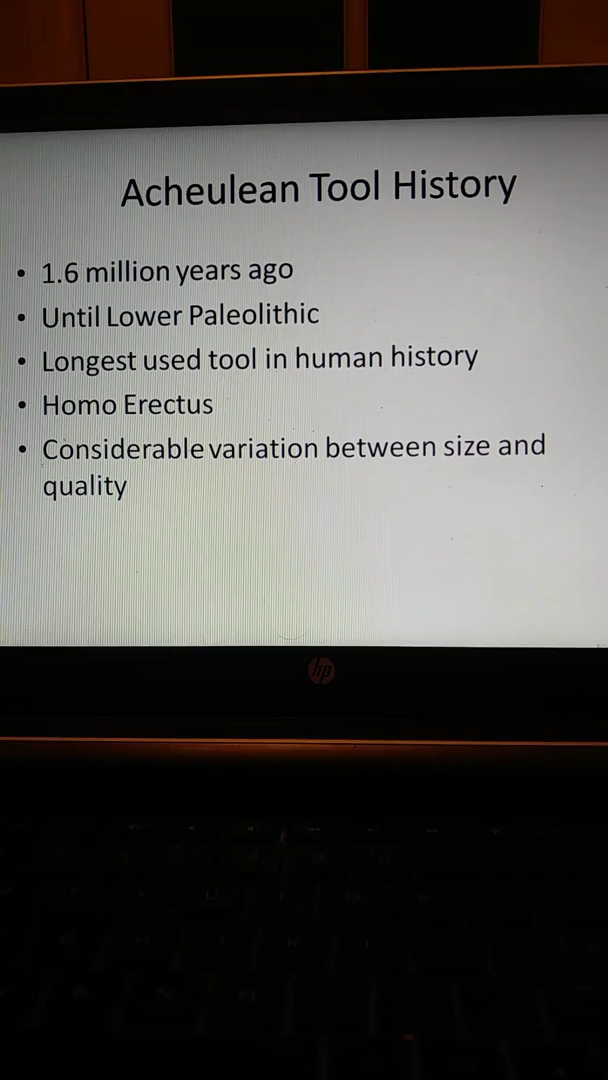 Acheulean Tool History
• 1.6 million years ago
• Until Lower Paleolithic
• Longest used tool in human history
• Homo Erectus
• Considerable variation between size and
quality
hp